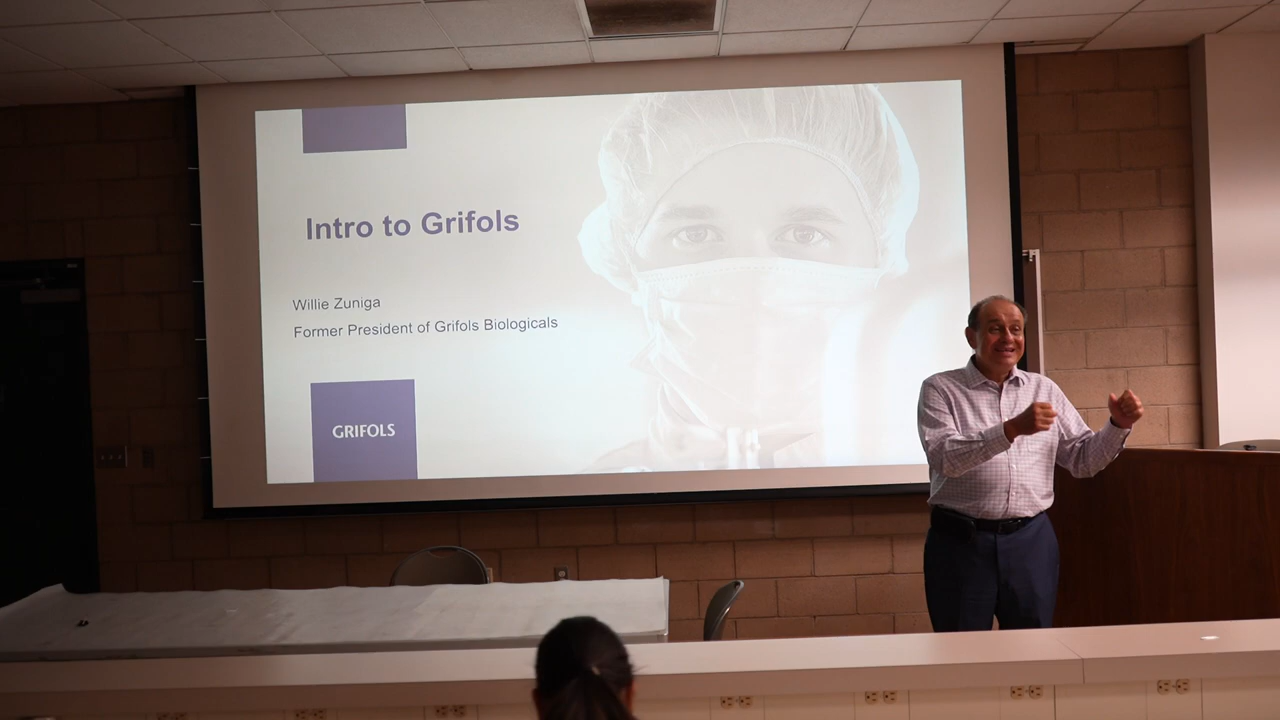 Intro to Grifols
Willie Zuniga
Former President of Grifols Biologicals
GRIFOLS